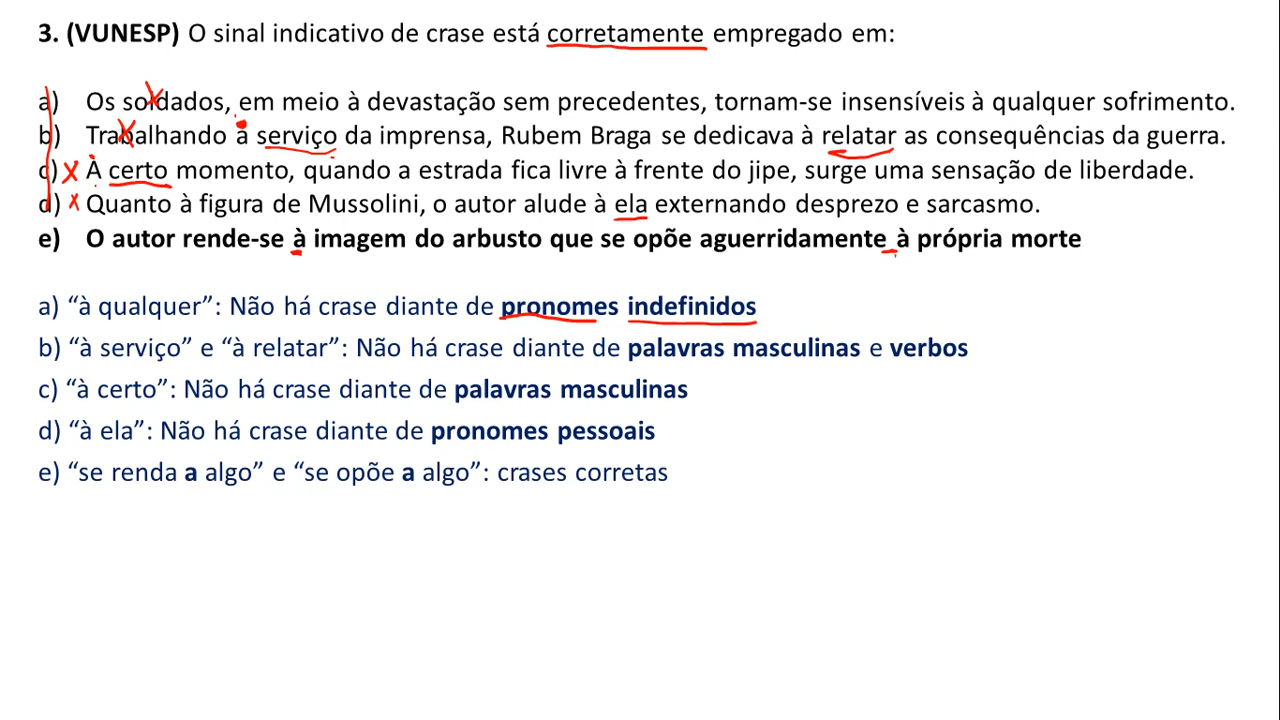 3. (VUNESP) O sinal indicativo de crase está corretamente empregado em:
a) Os soldados, em meio à devastação sem precedentes, tornam-se insensíveis à qualquer sofrimento.
b) Trabalhando à serviço da imprensa, Rubem Braga se dedicava à relatar as consequências da guerra.
c) À certo momento, quando a estrada fica livre à frente do jipe, surge uma sensação de liberdade.
d) Quanto à figura de Mussolini, o autor alude à ela externando desprezo e sarcasmo.
e) O autor rende-se à imagem do arbusto que se opõe aguerridamente à própria morte
a) “à qualquer”: Não há crase diante de pronomes indefinidos
b) “à serviço” e “à relatar”: Não há crase diante de palavras masculinas e verbos
c) “à certo”: Não há crase diante de palavras masculinas
d) “à ela”: Não há crase diante de pronomes pessoais
e) “se renda a algo” e “se opõe a algo”: crases corretas